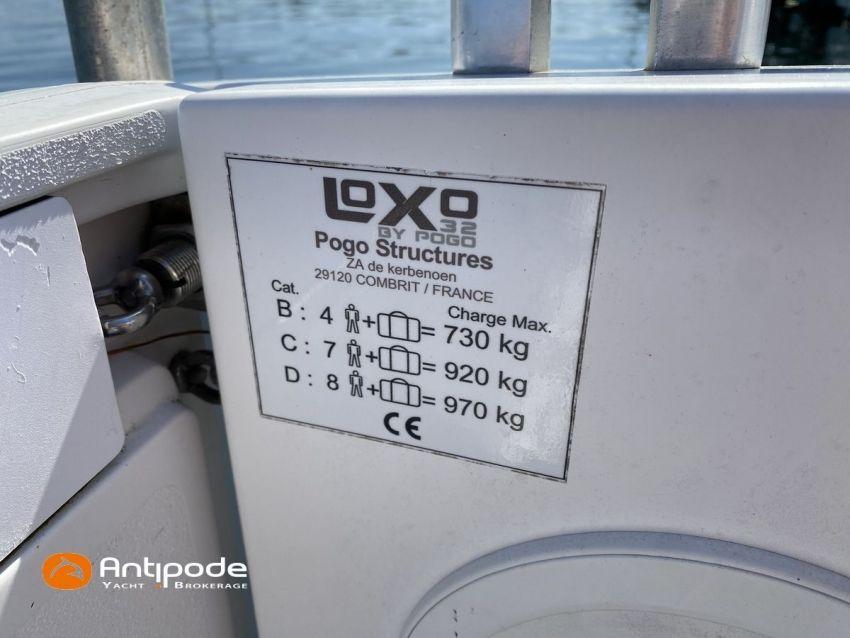 LOXO
32
BY POGO
Pogo Structures
ZA de kerbenoen
29120 COMBRIT / FRANCE
Cat. Charge Max.
B : 4 + = 730 kg
C : 7 + = 920 kg
D : 8 + = 970 kg
CE
Antipode
YACHT BROKERAGE